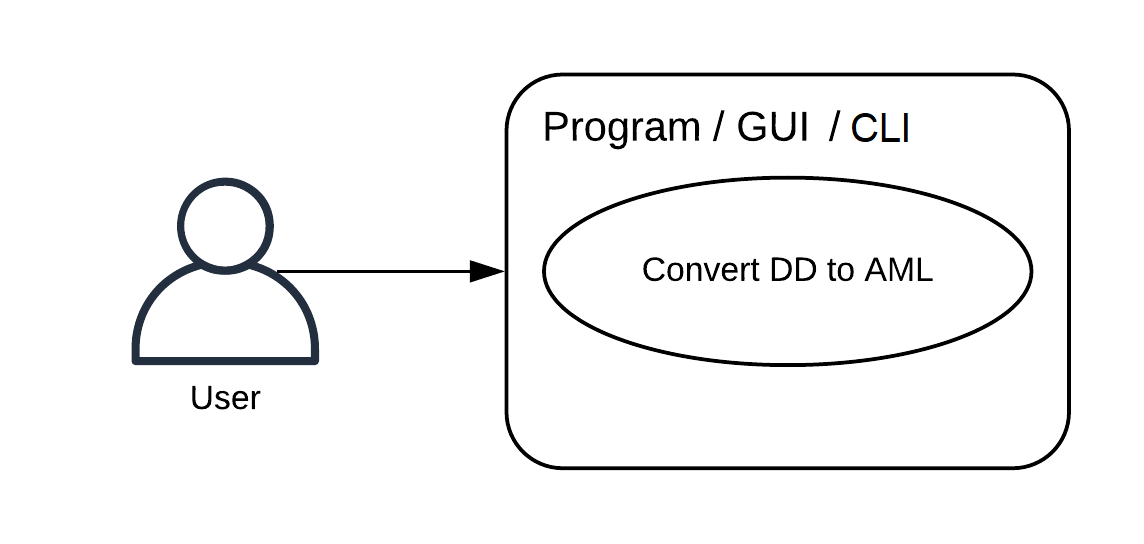 Program / GUI / CLI
Convert DD to AML
User